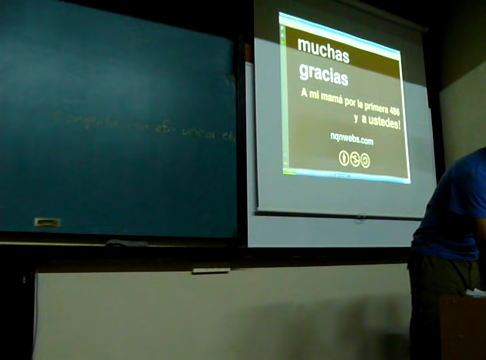 muchas
gracias
A mi mamá por la primera 486
y a ustedes!
nqnwebs.com